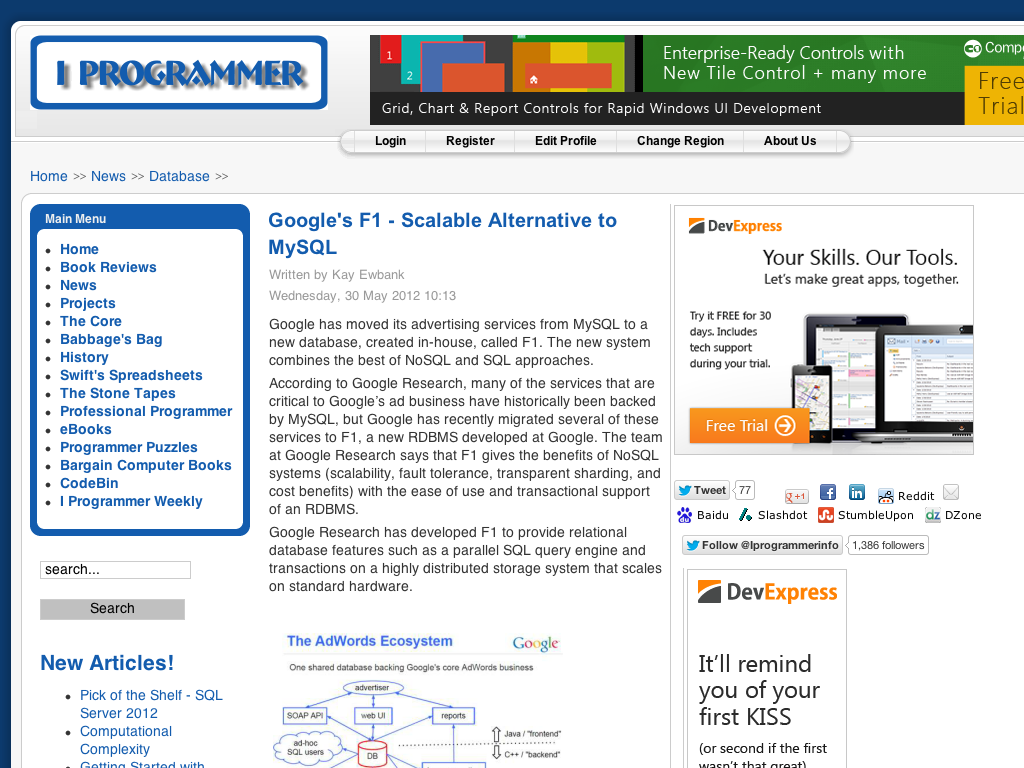 I PROGRAMMER
1
2
Enterprise-Ready Controls with
New Tile Control + many more
Grid, Chart & Report Controls for Rapid Windows UI Development
Free
Trial
Login
Register
Edit Profile
Change Region
About Us
Home >> News >> Database >>
Main Menu
Home
Book Reviews
News
Projects
The Core
Babbage's Bag
History
Swift's Spreadsheets
The Stone Tapes
Professional Programmer
eBooks
Programmer Puzzles
Bargain Computer Books
CodeBin
I Programmer Weekly
search...
Search
New Articles!
Pick of the Shelf - SQL
Server 2012
Computational
Complexity
Getting Started with
Google's F1 - Scalable Alternative to
MySQL
Written by Kay Ewbank
Wednesday, 30 May 2012 10:13
Google has moved its advertising services from MySQL to a
new database, created in-house, called F1. The new system
combines the best of NoSQL and SQL approaches.
According to Google Research, many of the services that are
critical to Google’s ad business have historically been backed
by MySQL, but Google has recently migrated several of these
services to F1, a new RDBMS developed at Google. The team
at Google Research says that F1 gives the benefits of NoSQL
systems (scalability, fault tolerance, transparent sharding, and
cost benefits) with the ease of use and transactional support
of an RDBMS.
Google Research has developed F1 to provide relational
database features such as a parallel SQL query engine and
transactions on a highly distributed storage system that scales
on standard hardware.
The AdWords Ecosystem
Google
One shared database backing Google's core AdWords business
advertiser
SOAP API
web UI
reports
ad-hoc
SQL users
DB
Java / "frontend"
C++ / "backend"
DevExpress
Your Skills. Our Tools.
Let's make great apps, together.
Try it FREE for 30
days. Includes
tech support
during your trial.
Free Trial
Tweet 77
+1
Reddit
Baidu
Slashdot
StumbleUpon
DZone
Follow @Iprogrammerinfo 1,386 followers
DevExpress
It’ll remind
you of your
first KISS
(or second if the first
wasn’t that great)